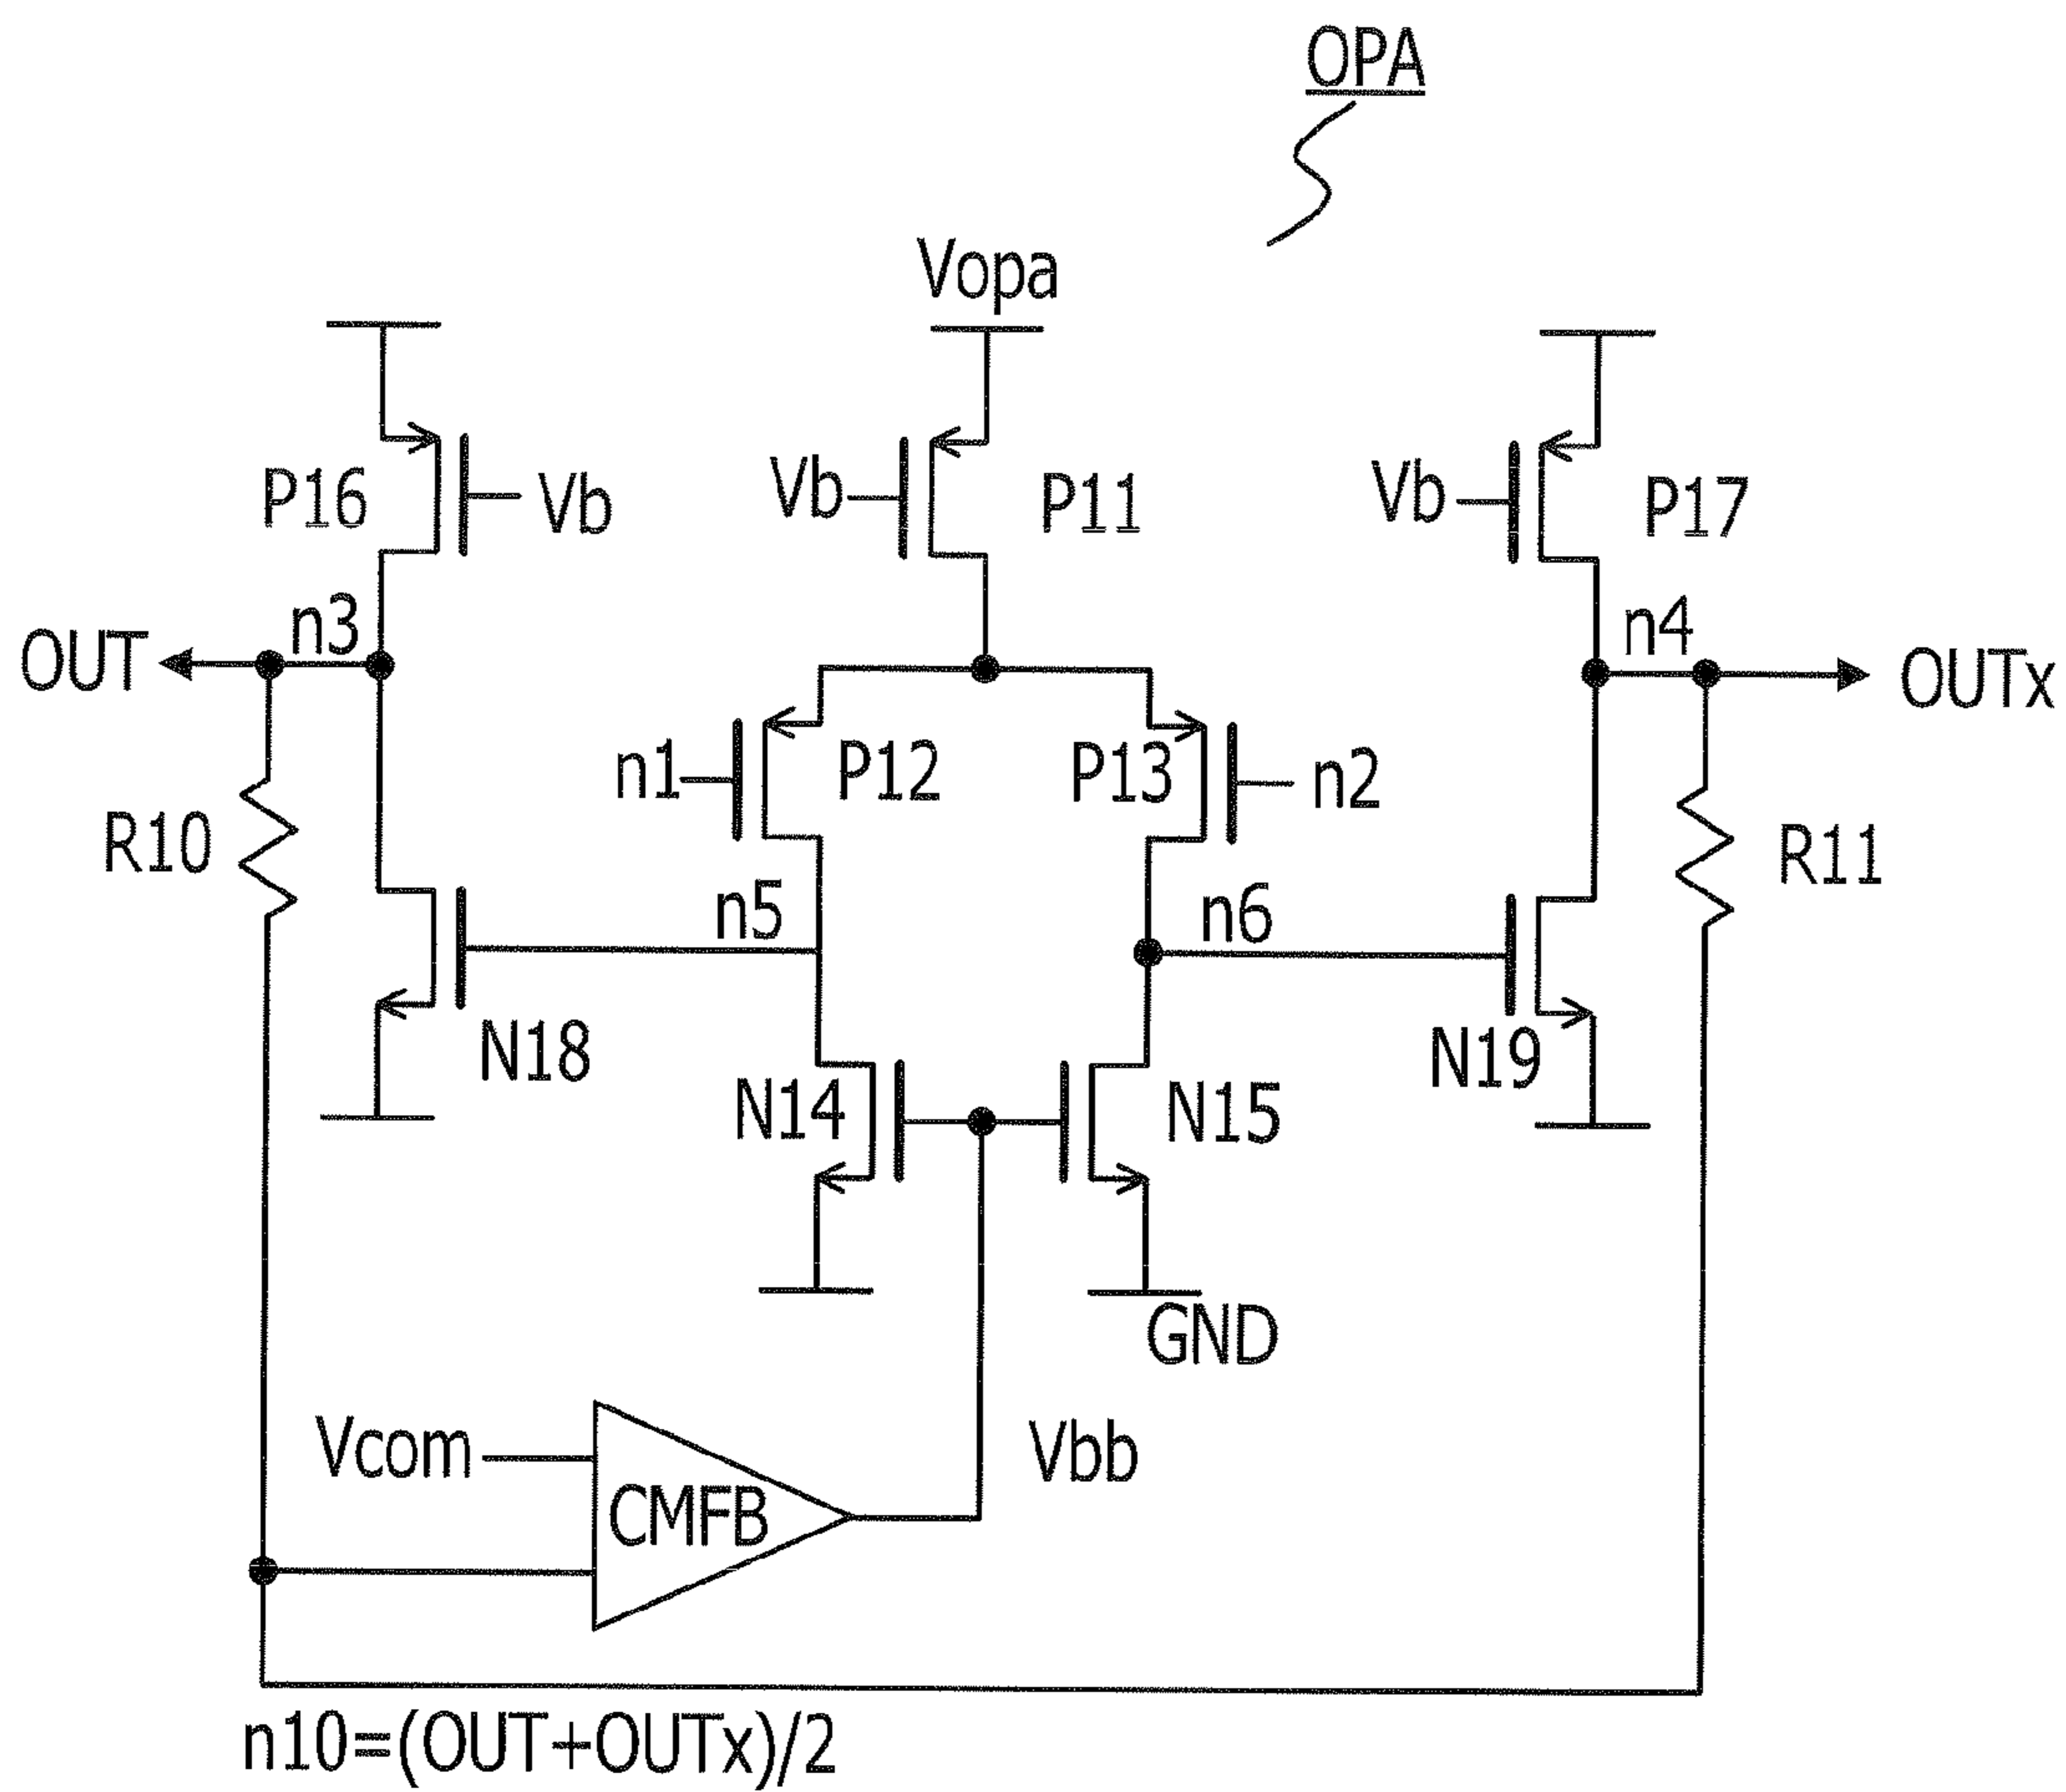 OPA
Vopa
P16
Vb
Vb
P11
Vb
P17
OUT
n3
n4
OUTx
n1
P12
P13
n2
R10
R11
n5
n6
N18
N19
N14
N15
GND
Vcom
CMFB
Vbb
n10=(OUT+OUTx)/2